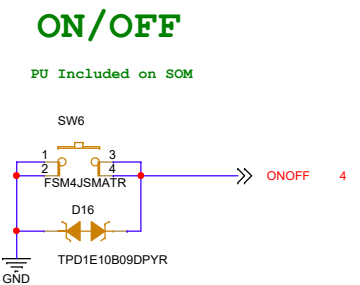 ON/OFF
PU Included on SOM
SW6
1 3
2 4
FSM4JSMATR
ONOFF 4
D16
TPD1E10B09DPYR
GND